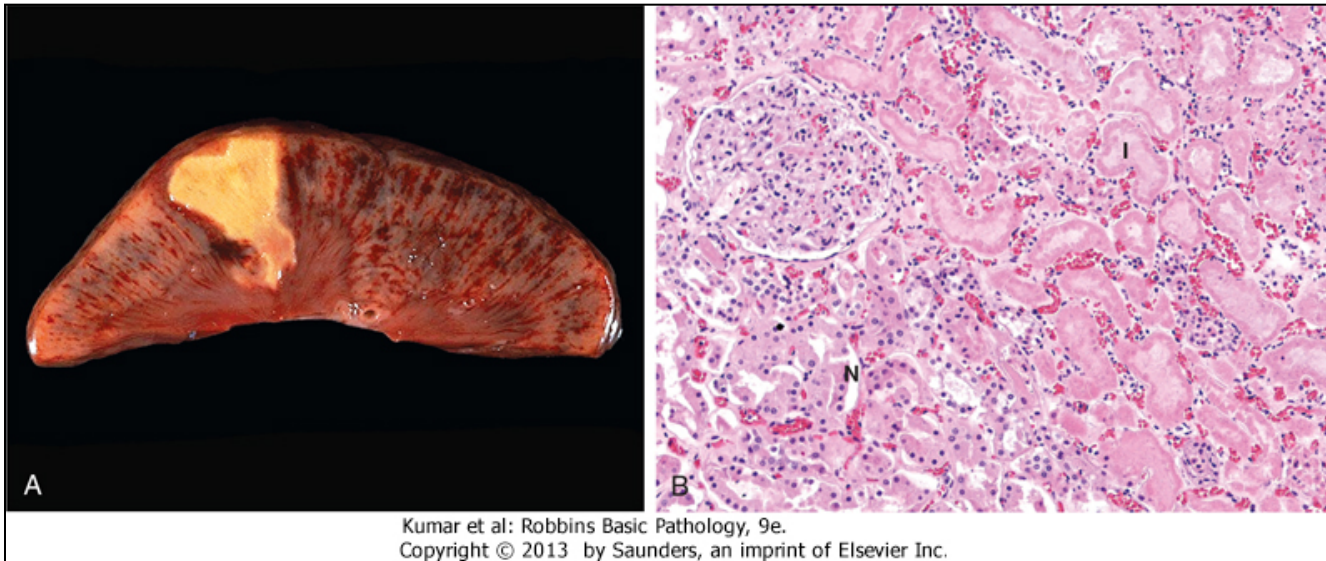 A
I
N
B
Kumar et al: Robbins Basic Pathology, 9e.
Copyright © 2013 by Saunders, an imprint of Elsevier Inc.